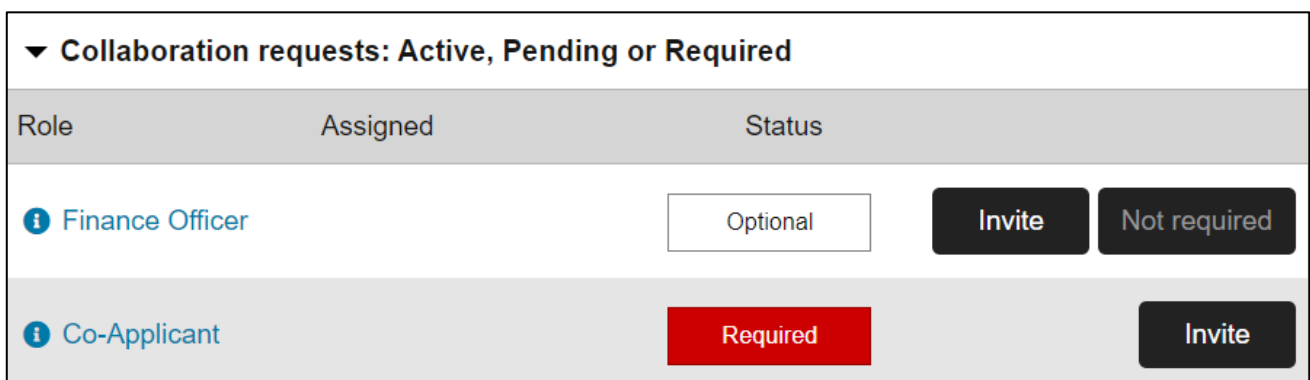 Collaboration requests: Active, Pending or Required
Role Assigned Status
Finance Officer Optional Invite Not required
Co-Applicant Required Invite